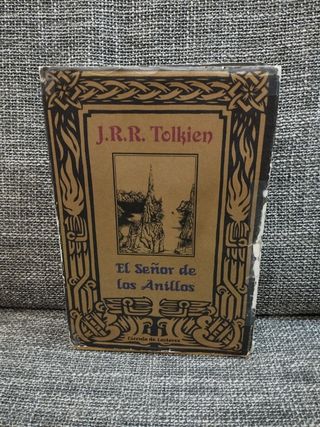 J.R.R. Tolkien
El Señor de
los Anillos
Círculo de Lectores